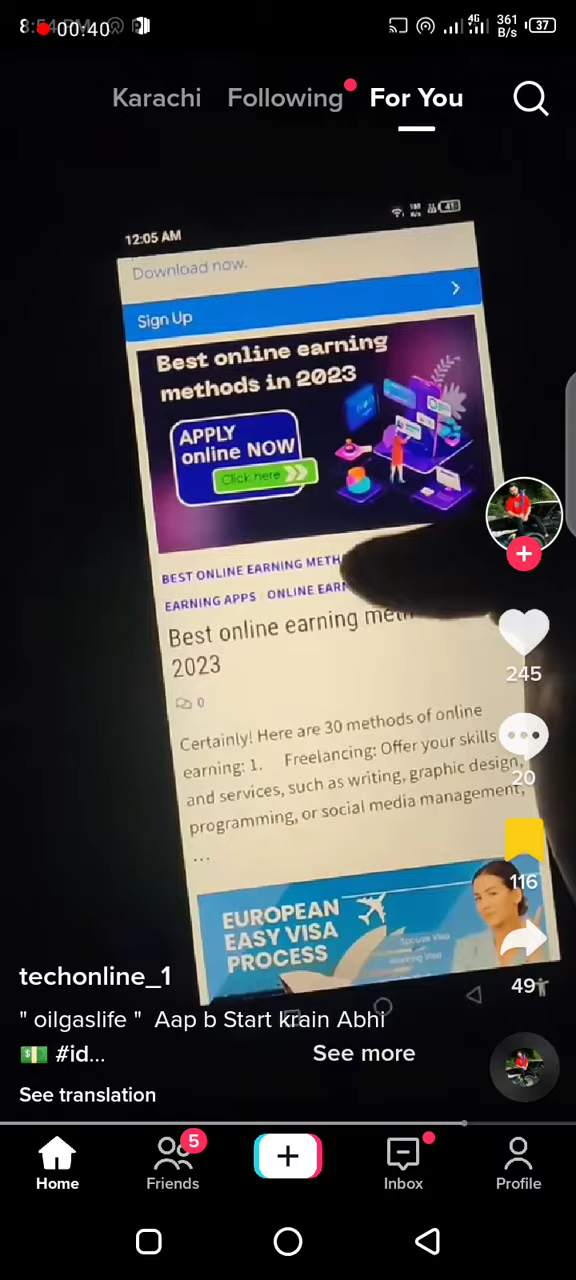 00:40
4G
361
B/s
37
Karachi
Following
For You
12:05 AM
Download now.
Sign Up
Best online earning
methods in 2023
APPLY
online NOW
Click here
BEST ONLINE EARNING METH
EARNING APPS ONLINE EARN
Best online earning met
2023
0
Certainly! Here are 30 methods of online
earning: 1. Freelancing: Offer your skills
and services, such as writing, graphic design,
programming, or social media management,
...
EUROPEAN
EASY VISA
PROCESS
245
20
116
49
techonline_1
" oilgaslife " Aap b Start krain Abhi
💵 #id...
See more
See translation
5
Home
Friends
Inbox
Profile